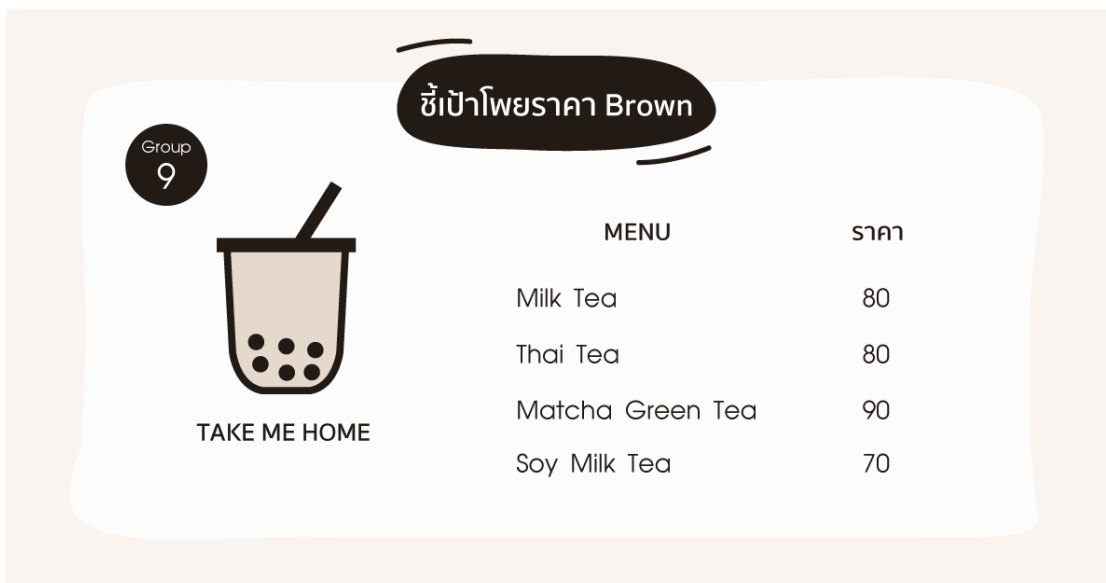 ชี้เป้าโพยราคา Brown
Group
9
TAKE ME HOME
MENU ราคา
Milk Tea 80
Thai Tea 80
Matcha Green Tea 90
Soy Milk Tea 70